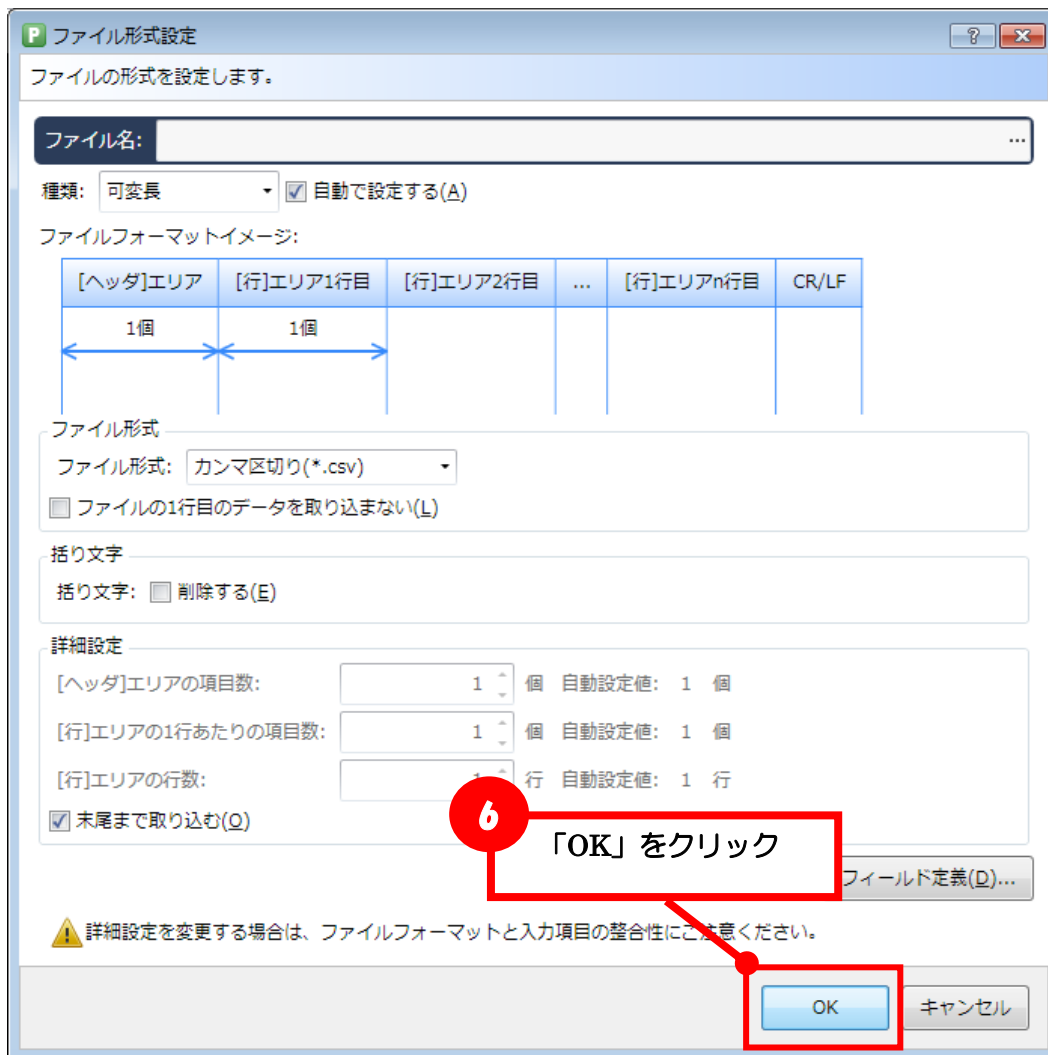 P ファイル形式設定 ?
ファイルの形式を設定します。
ファイル名: ...
種類: 可変長 自動で設定する(A)
ファイルフォーマットイメージ:
[ヘッダ]エリア [行]エリア1行目 [行]エリア2行目 ... [行]エリアn行目 CR/LF
1個 1個
ファイル形式
ファイル形式: カンマ区切り(*.csv)
ファイルの1行目のデータを取り込まない(L)
括り文字
括り文字: 削除する(E)
詳細設定
[ヘッダ]エリアの項目数: 1 個 自動設定値: 1 個
[行]エリアの1行あたりの項目数: 1 個 自動設定値: 1 個
[行]エリアの行数: 1 行 自動設定値: 1 行
末尾まで取り込む(O)
6
「OK」をクリック
フィールド定義(D)...
詳細設定を変更する場合は、ファイルフォーマットと入力項目の整合性にご注意ください。
OK キャンセル